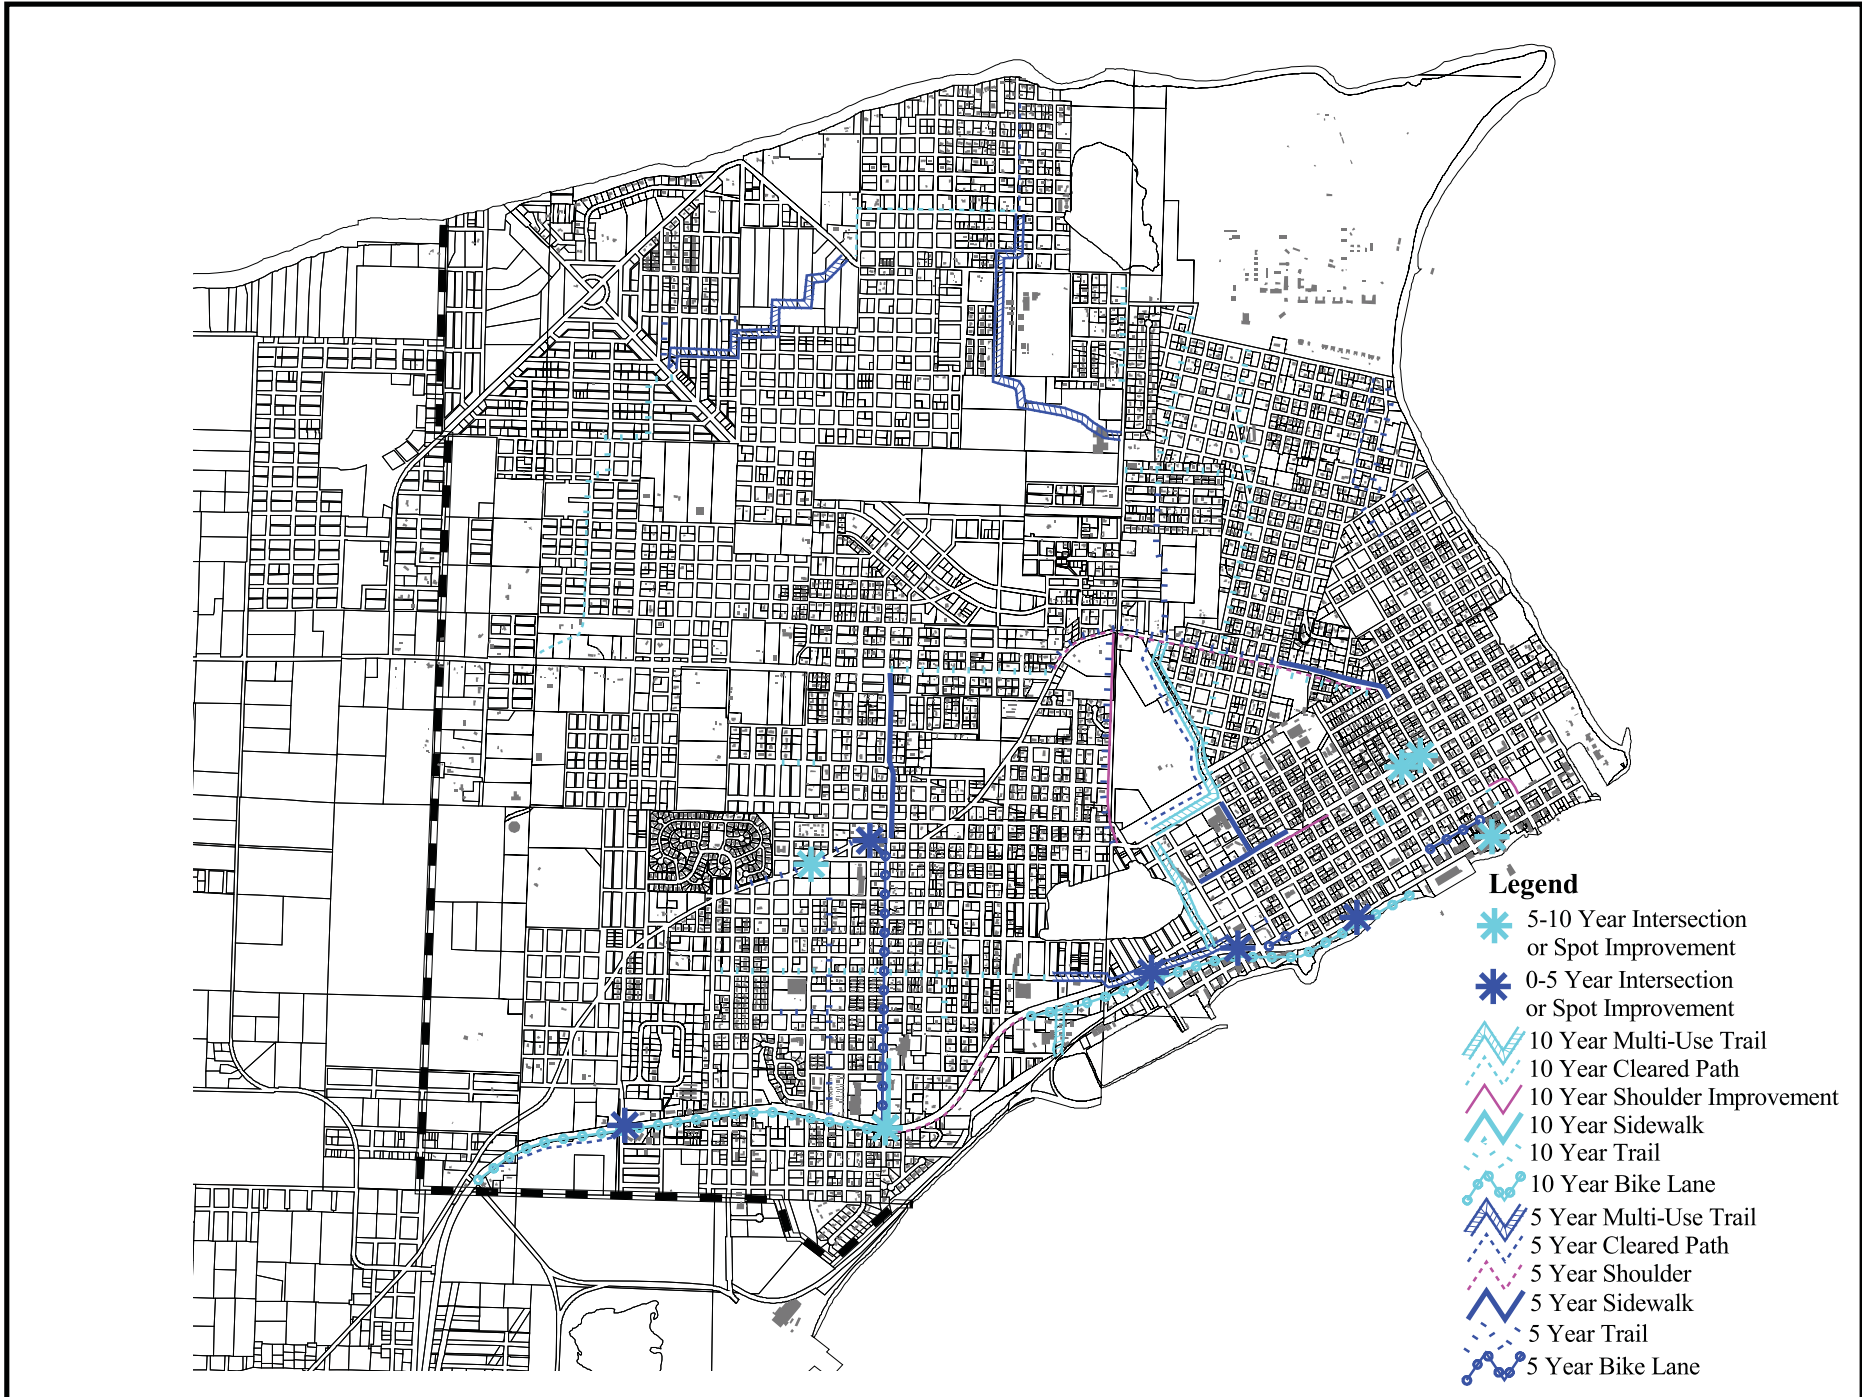 Legend
5-10 Year Intersection
or Spot Improvement
0-5 Year Intersection
or Spot Improvement
10 Year Multi-Use Trail
10 Year Cleared Path
10 Year Shoulder Improvement
10 Year Sidewalk
10 Year Trail
10 Year Bike Lane
5 Year Multi-Use Trail
5 Year Cleared Path
5 Year Shoulder
5 Year Sidewalk
5 Year Trail
5 Year Bike Lane